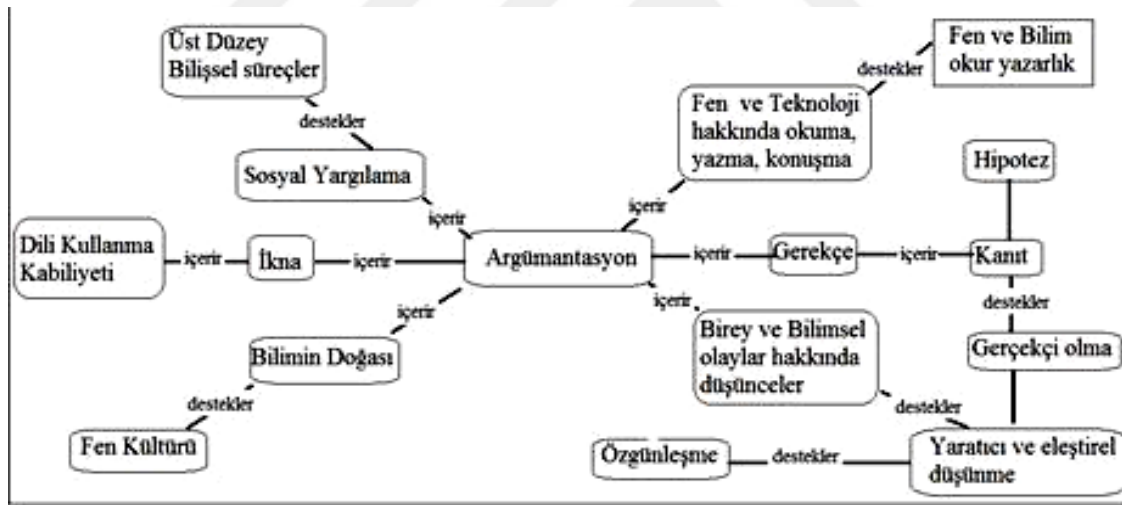 Üst Düzey
Bilişsel süreçler
destekler
Sosyal Yargılama
içerir
Fen ve Bilim
okur yazarlık
destekler
Fen ve Teknoloji
hakkında okuma,
yazma, konuşma
içerir
Hipotez
Dili Kullanma
Kabiliyeti
içerir
İkna
içerir
Argümantasyon
içerir
Gerekçe
içerir
Kanıt
destekler
Gerçekçi olma
içerir
Bilimin Doğası
destekler
Fen Kültürü
içerir
Birey ve Bilimsel
olaylar hakkında
düşünceler
destekler
Özgünleşme
destekler
Yaratıcı ve eleştirel
düşünme